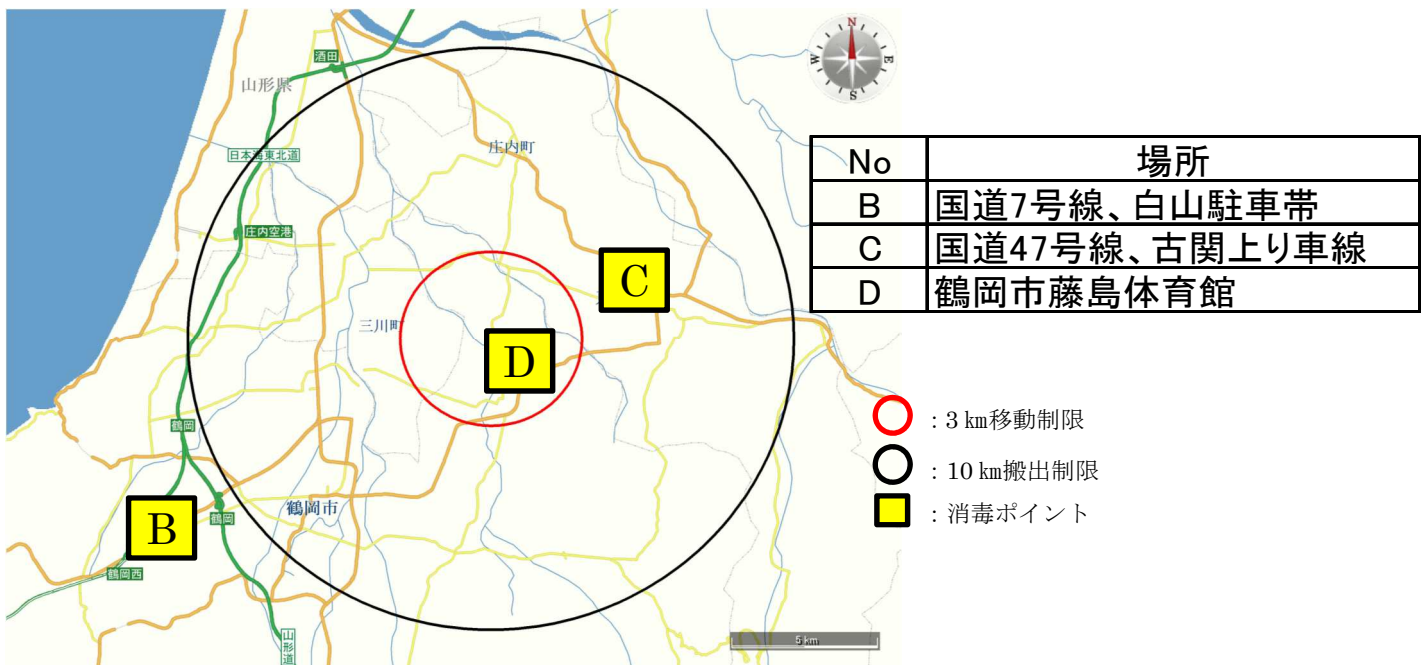 N
E
S
W
酒田
山形県
日本海東北道
庄内町
庄内空港
三川町
鶴岡
鶴岡市
鶴岡
鶴岡西
山形道
B
C
D
5 km
No 場所
B 国道7号線、白山駐車帯
C 国道47号線、古関上り車線
D 鶴岡市藤島体育館
：3㎞移動制限
：10㎞搬出制限
：消毒ポイント